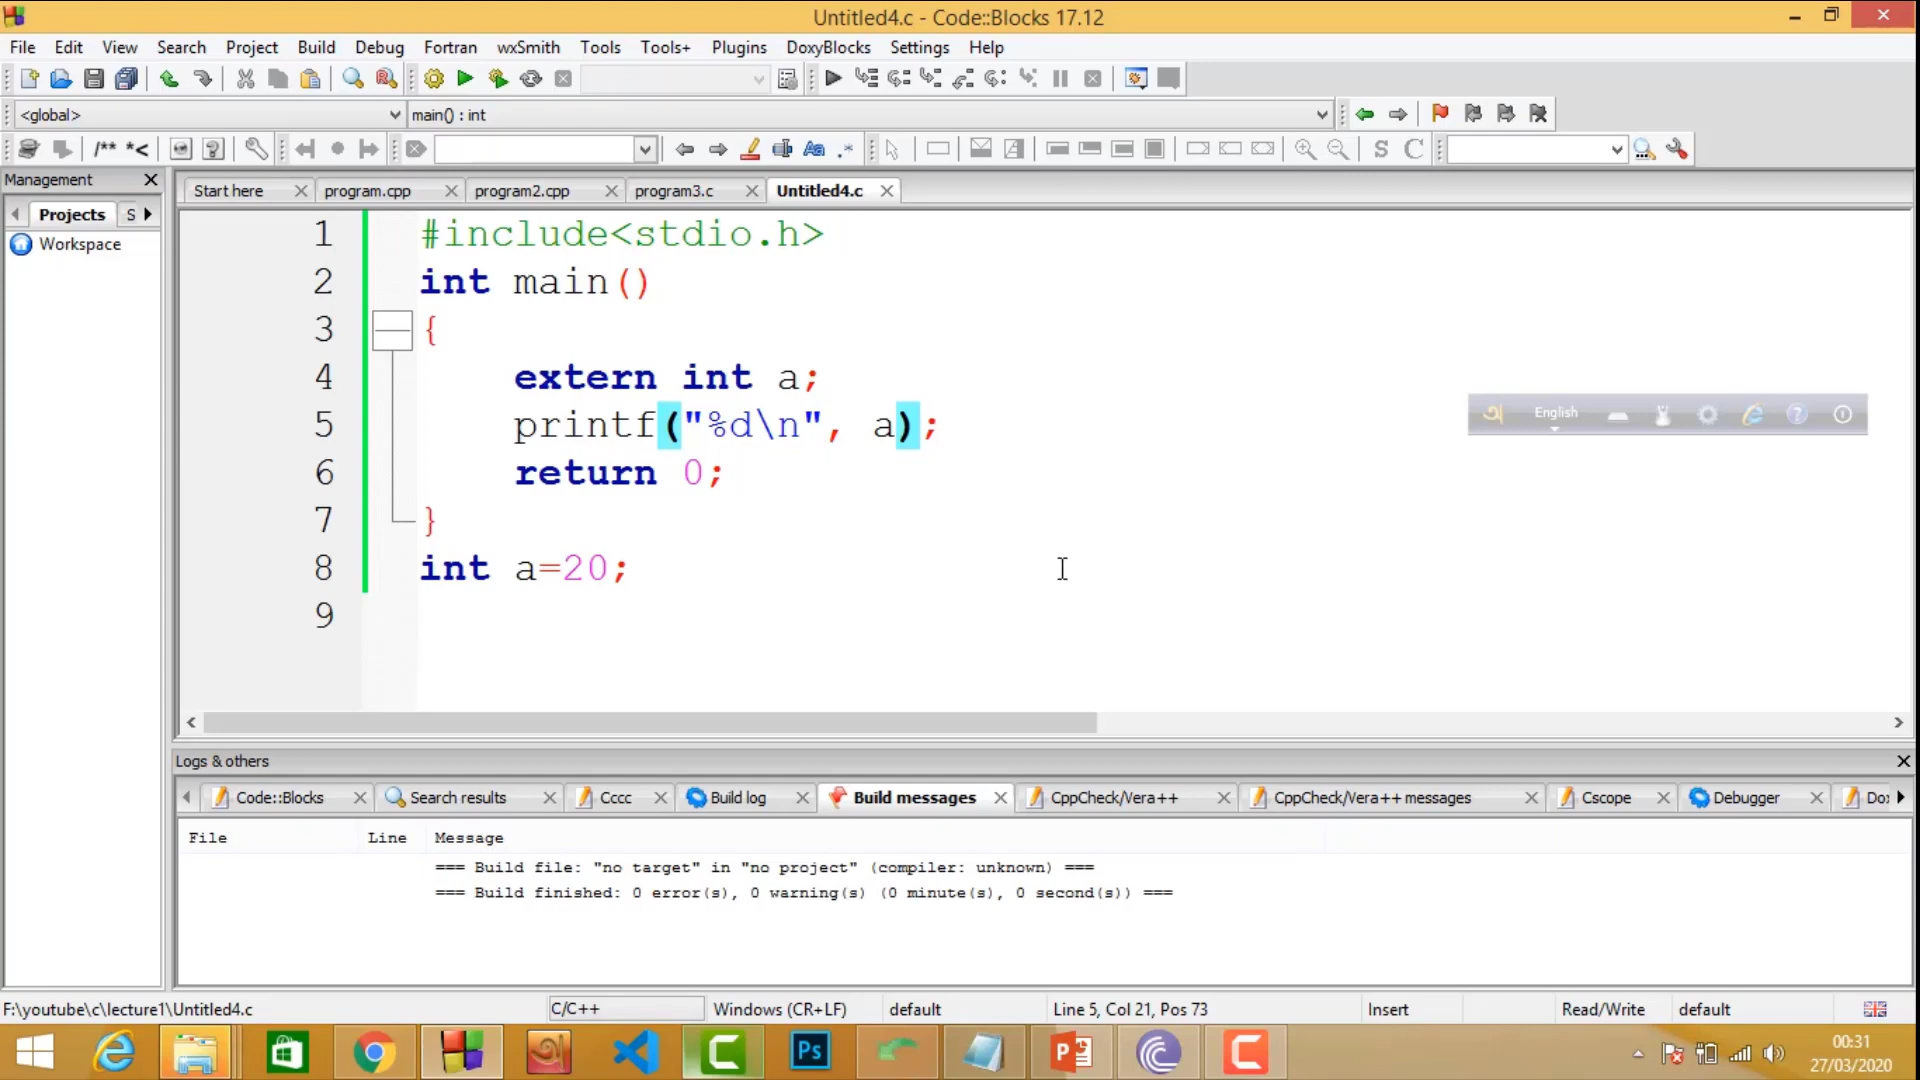 Untitled4.c - Code::Blocks 17.12
File Edit View Search Project Build Debug Fortran wxSmith Tools Tools+ Plugins DoxyBlocks Settings Help
<global> main() : int
/** *<
Aa .* S C
Management
Start here program.cpp program2.cpp program3.c Untitled4.c
Projects S
Workspace
1 #include<stdio.h>
2 int main()
3 {
4 extern int a;
5 printf("%d\n", a);
6 return 0;
7 }
8 int a=20;
9
English
Logs & others
Code::Blocks Search results Cccc Build log Build messages CppCheck/Vera++ CppCheck/Vera++ messages Cscope Debugger Do
File Line Message
=== Build file: "no target" in "no project" (compiler: unknown) ===
=== Build finished: 0 error(s), 0 warning(s) (0 minute(s), 0 second(s)) ===
F:\youtube\c\lecture1\Untitled4.c C/C++ Windows (CR+LF) default Line 5, Col 21, Pos 73 Insert Read/Write default
Ps
00:31
27/03/2020